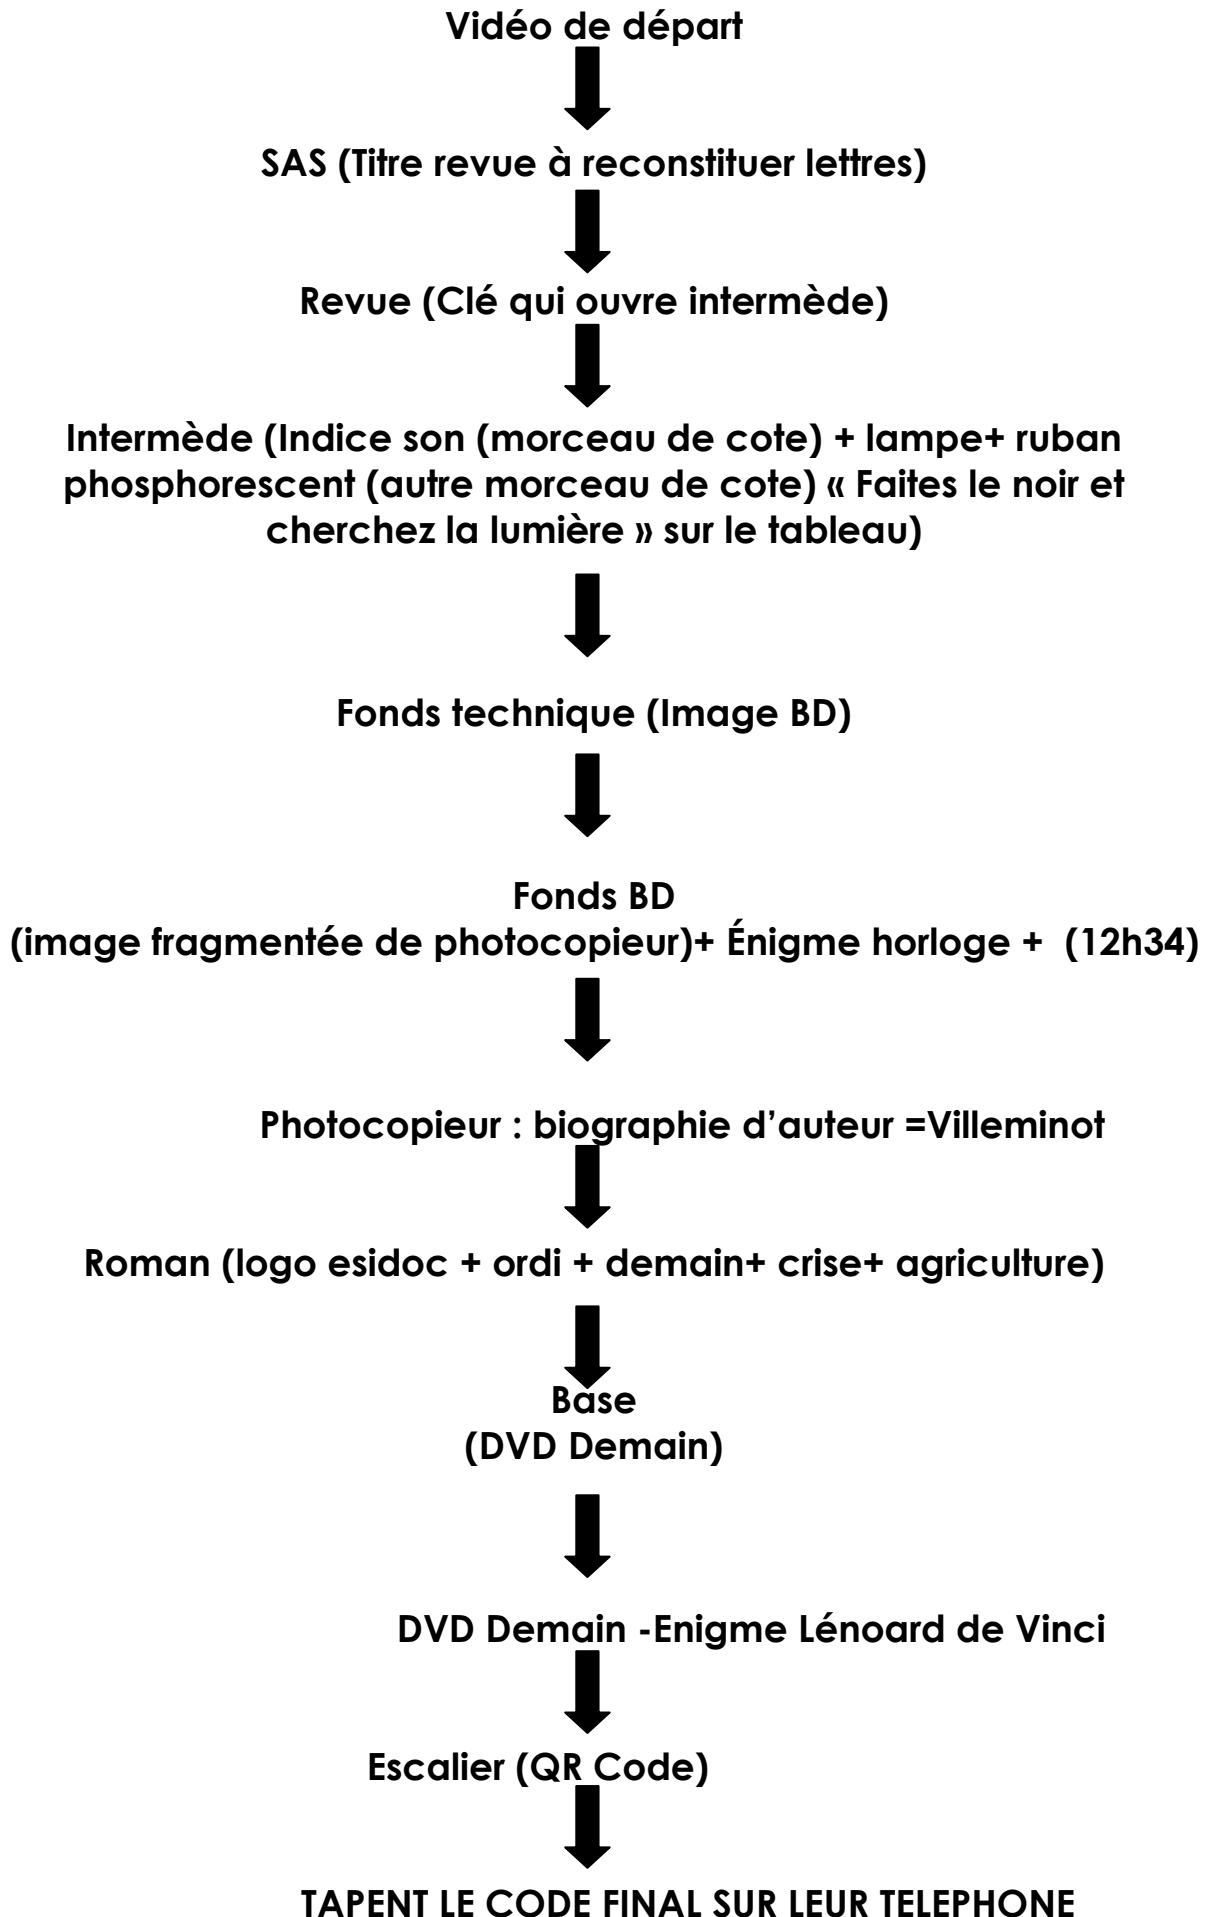 Vidéo de départ
SAS (Titre revue à reconstituer lettres)
Revue (Clé qui ouvre intermède)
Intermède (Indice son (morceau de cote) + lampe+ ruban
phosphorescent (autre morceau de cote) « Faites le noir et
cherchez la lumière » sur le tableau)
Fonds technique (Image BD)
Fonds BD
(image fragmentée de photocopieur)+ Énigme horloge +  (12h34)
Photocopieur : biographie d'auteur =Villeminot
Roman (logo esidoc + ordi + demain+ crise+ agriculture)
Base
(DVD Demain)
DVD Demain -Enigme Lénoard de Vinci
Escalier (QR Code)
TAPENT LE CODE FINAL SUR LEUR TELEPHONE